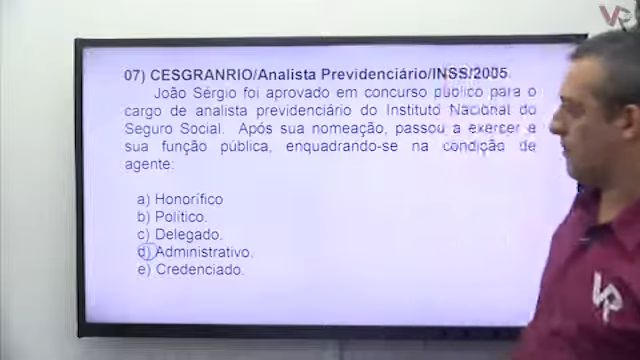 VP
07) CESGRANRIO/Analista Previdenciário/INSS/2005
João Sérgio foi aprovado em concurso público para o
cargo de analista previdenciário do Instituto Nacional do
Seguro Social. Após sua nomeação, passou a exercer a
sua função pública, enquadrando-se na condição de
agente:
a) Honorífico
b) Político.
c) Delegado.
d) Administrativo.
e) Credenciado.
VP